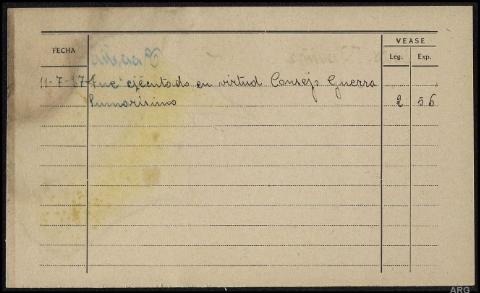 VEASE
FECHA Leg. Exp.
11-7-37 Fue ejecutado en virtud Consejo Guerra
Sumarísimo 2 56
ARG